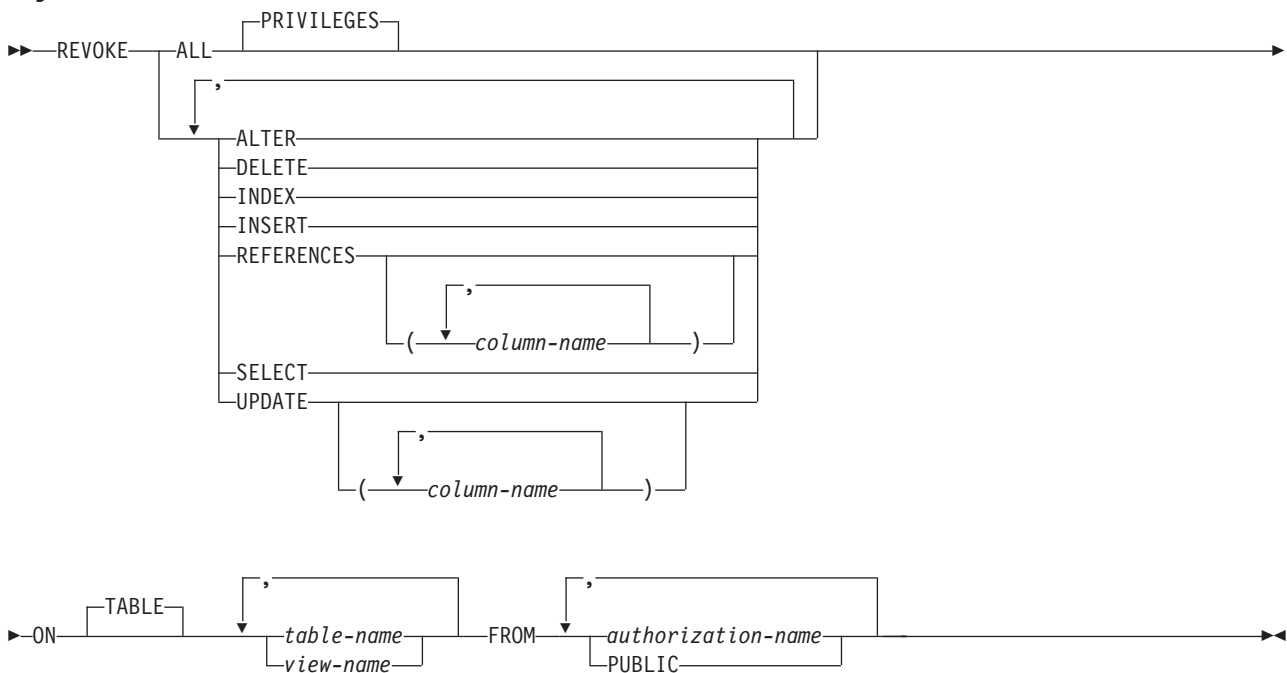 PRIVILEGES
REVOKE ALL
,
ALTER
DELETE
INDEX
INSERT
REFERENCES
,
( column-name )
SELECT
UPDATE
,
( column-name )
, ,
TABLE
ON table-name FROM authorization-name
view-name PUBLIC